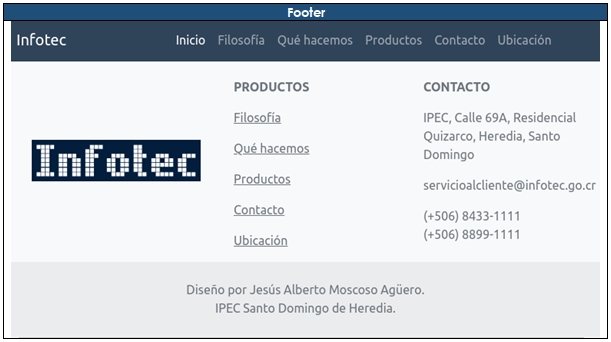 Footer
Infotec Inicio Filosofía Qué hacemos Productos Contacto Ubicación
Infotec
PRODUCTOS
Filosofía
Qué hacemos
Productos
Contacto
Ubicación
CONTACTO
IPEC, Calle 69A, Residencial
Quizarco, Heredia, Santo
Domingo
servicioalcliente@infotec.go.cr
(+506) 8433-1111
(+506) 8899-1111
Diseño por Jesús Alberto Moscoso Agüero.
IPEC Santo Domingo de Heredia.